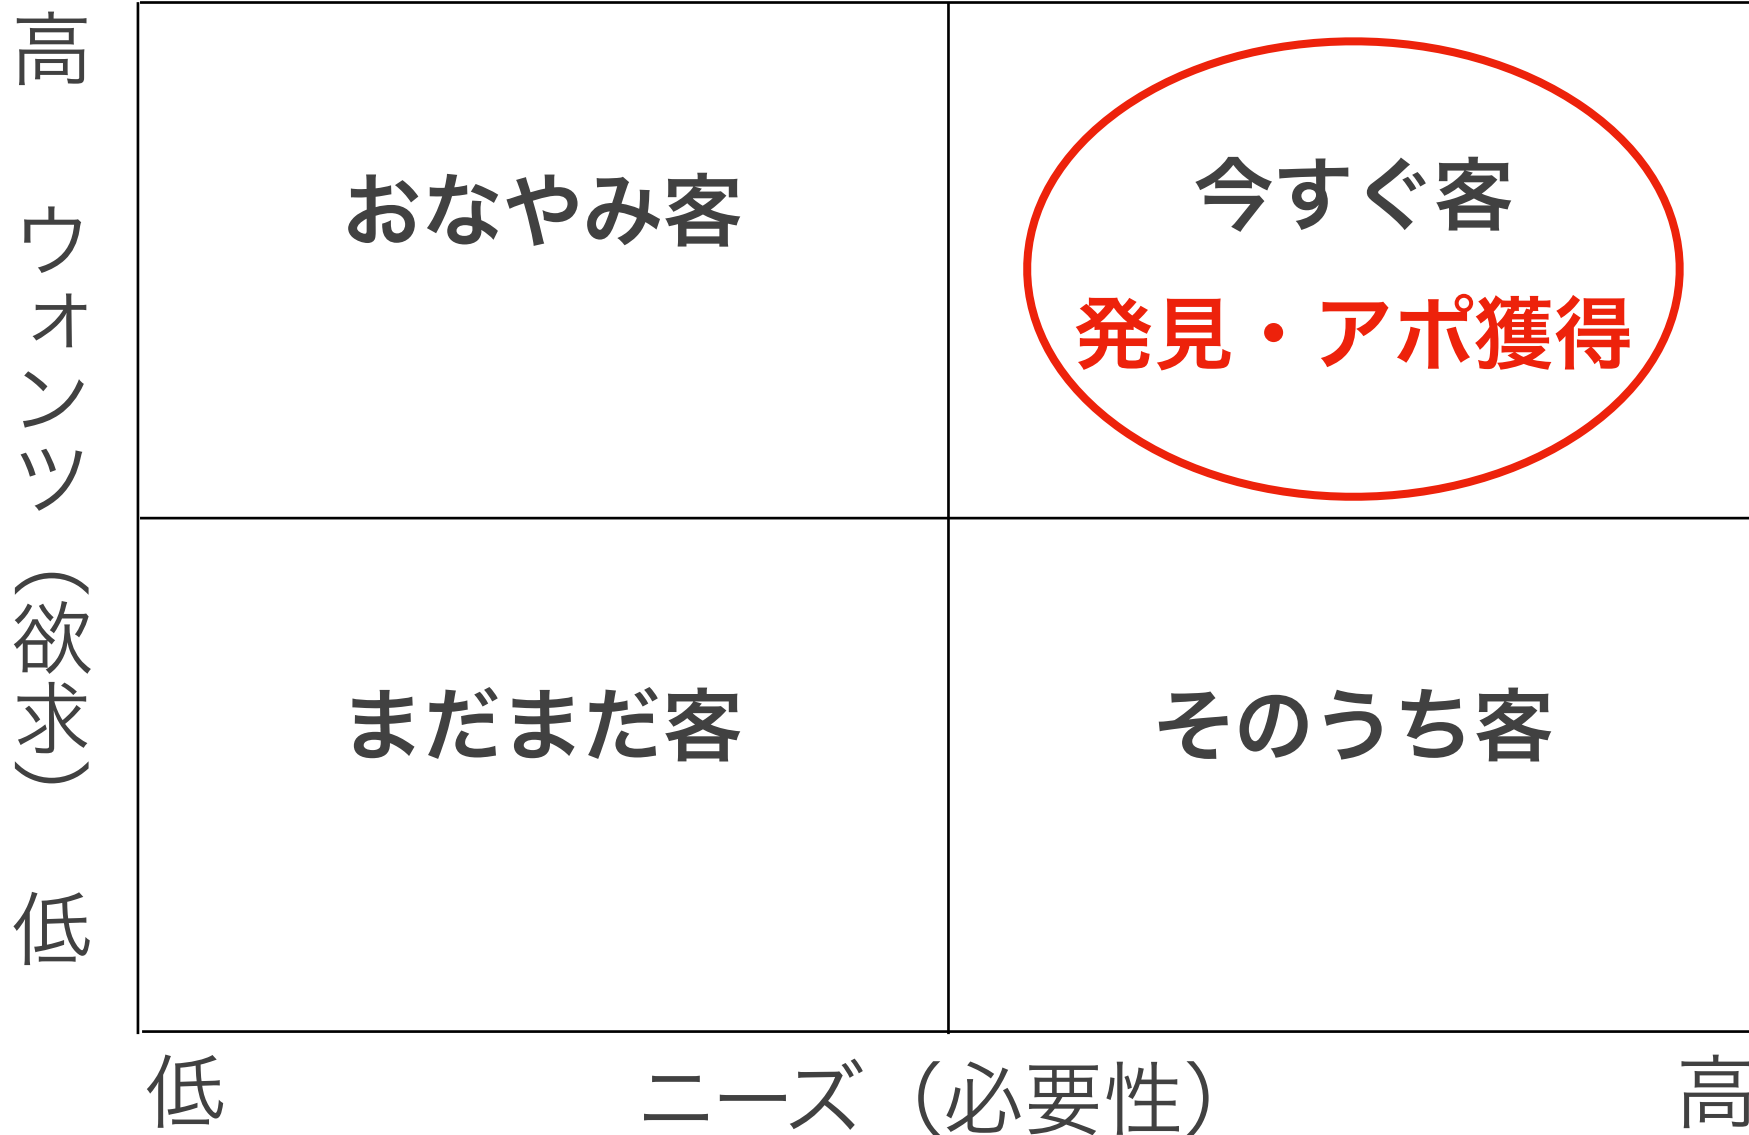 高
ウォンツ（欲求）
低
おなやみ客
今すぐ客
発見・アポ獲得
まだまだ客
そのうち客
低
ニーズ（必要性）
高